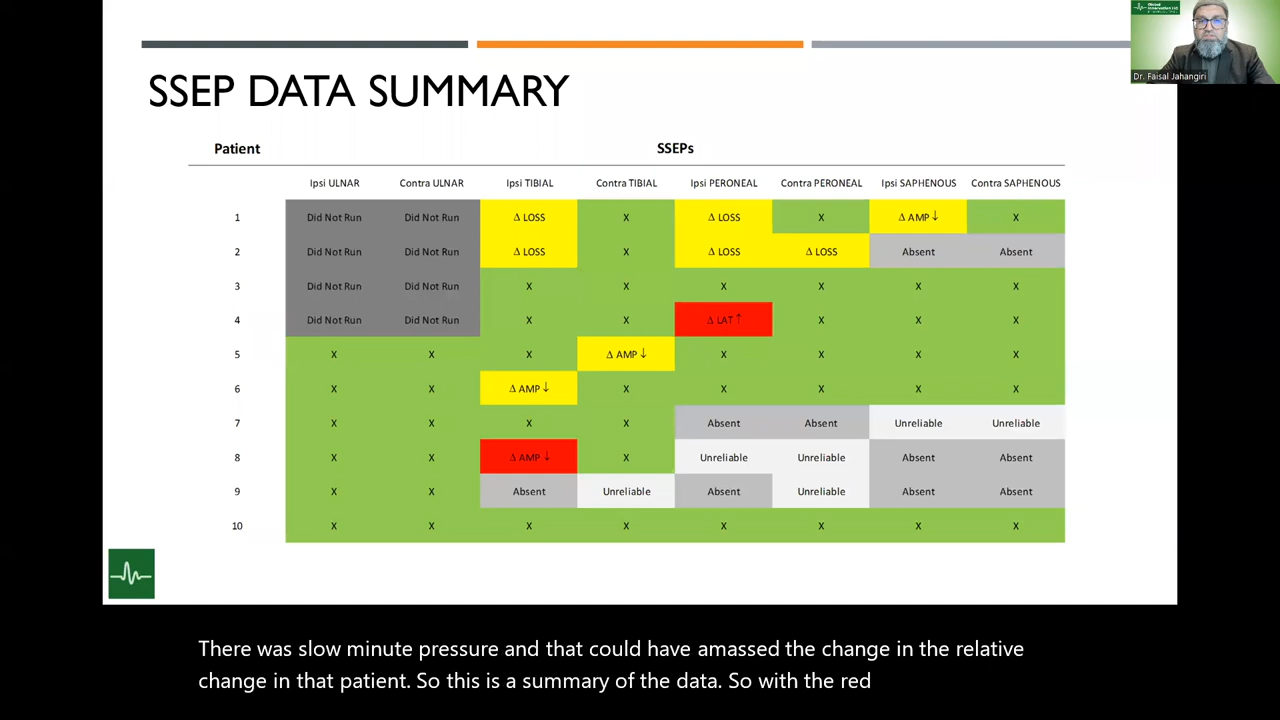 Dr. Faisal Jahangiri
SSEP DATA SUMMARY
Patient SSEPs
Ipsi ULNAR Contra ULNAR Ipsi TIBIAL Contra TIBIAL Ipsi PERONEAL Contra PERONEAL Ipsi SAPHENOUS Contra SAPHENOUS
1 Did Not Run Did Not Run Δ LOSS X Δ LOSS X Δ AMP↓ X
2 Did Not Run Did Not Run Δ LOSS X Δ LOSS Δ LOSS Absent Absent
3 Did Not Run Did Not Run X X X X X X
4 Did Not Run Did Not Run X X Δ LAT↑ X X X
5 X X X Δ AMP↓ X X X X
6 X X Δ AMP↓ X X X X X
7 X X X X Absent Absent Unreliable Unreliable
8 X X Δ AMP↓ X Unreliable Unreliable Absent Absent
9 X X Absent Unreliable Absent Unreliable Absent Absent
10 X X X X X X X X
There was slow minute pressure and that could have amassed the change in the relative
change in that patient. So this is a summary of the data. So with the red